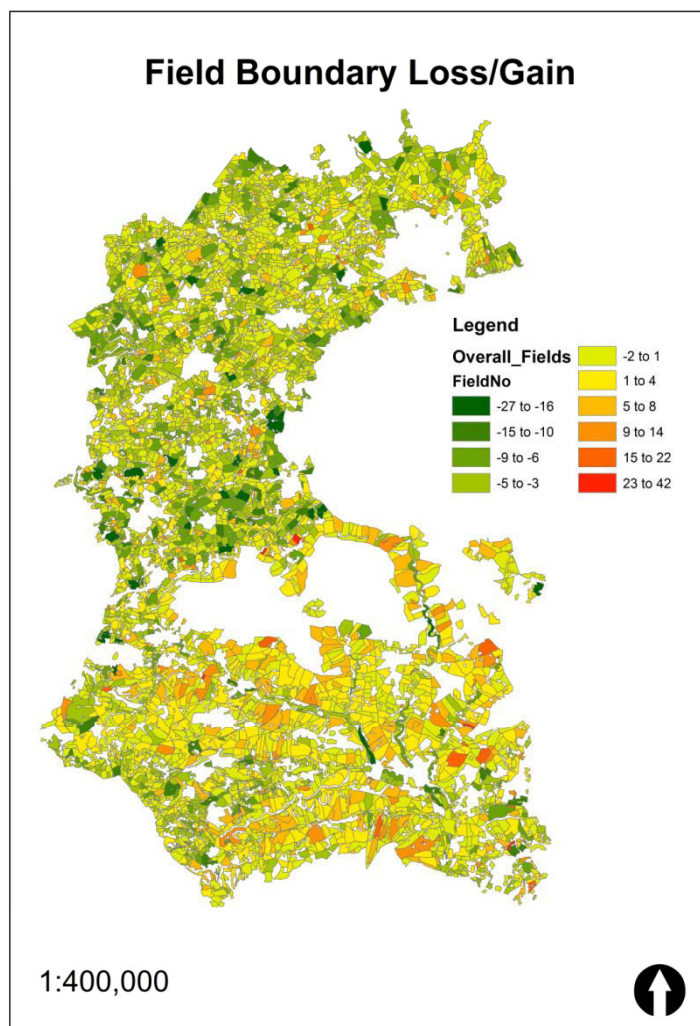 Field Boundary Loss/Gain
Legend
Overall_Fields
FieldNo
-27 to -16
-15 to -10
-9 to -6
-5 to -3
-2 to 1
1 to 4
5 to 8
9 to 14
15 to 22
23 to 42
1:400,000